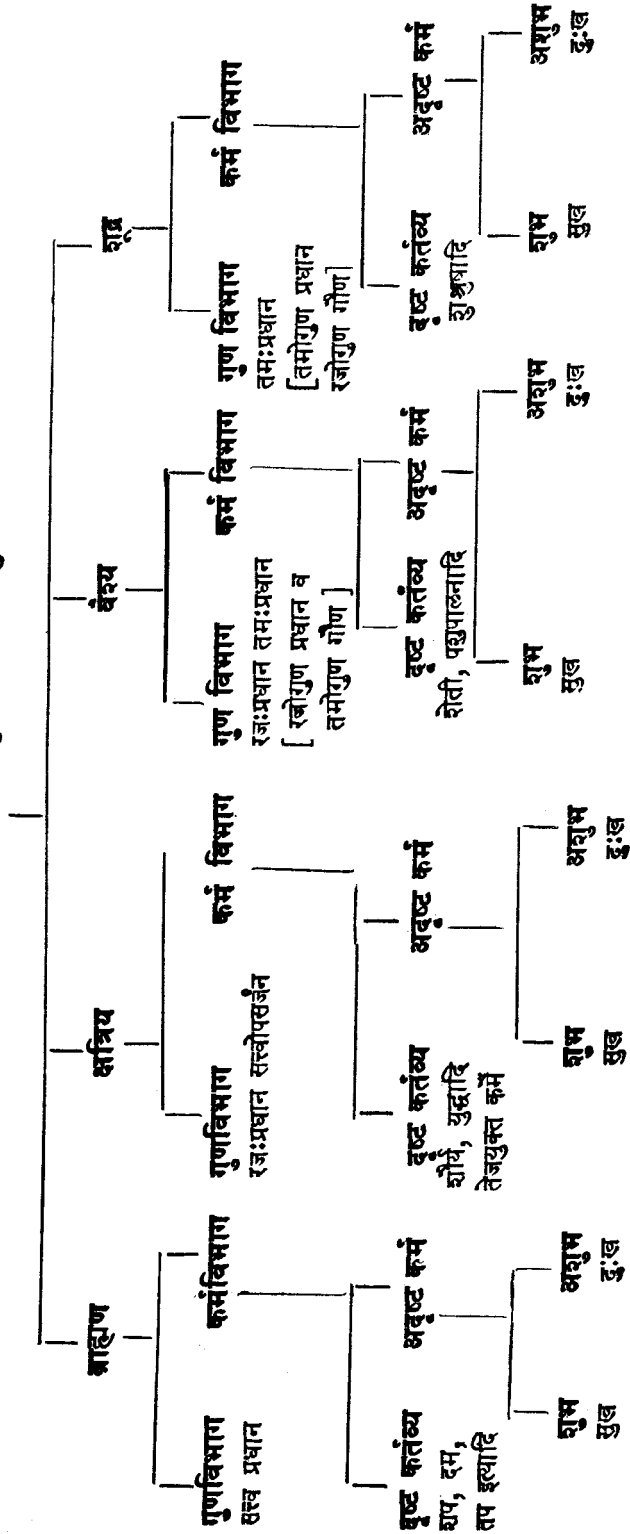 ब्राह्मण क्षत्रिय वैश्य शूद्र
गुणविभाग कर्मविभाग गुणविभाग कर्म विभाग गुण विभाग कर्म विभाग गुण विभाग कर्म विभाग
सत्त्व प्रधान रजःप्रधान सत्त्वोपसर्जन रजःप्रधान तमःप्रधान तमःप्रधान
[ रजोगुण प्रधान व [तमोगुण प्रधान
तमोगुण गौण ] रजोगुण गौण]
दृष्ट कर्तव्य अदृष्ट कर्म दृष्ट कर्तव्य अदृष्ट कर्म दृष्ट कर्तव्य अदृष्ट कर्म दृष्ट कर्तव्य अदृष्ट कर्म
शप, दम, शौर्य, युद्धादि शेती, पशुपालनादि शुश्रुषादि
तप इत्यादि तेजयुक्त कर्में
शुभ अशुभ शुभ अशुभ शुभ अशुभ शुभ अशुभ
सुख दुःख सुख दुःख सुख दुःख सुख दुःख